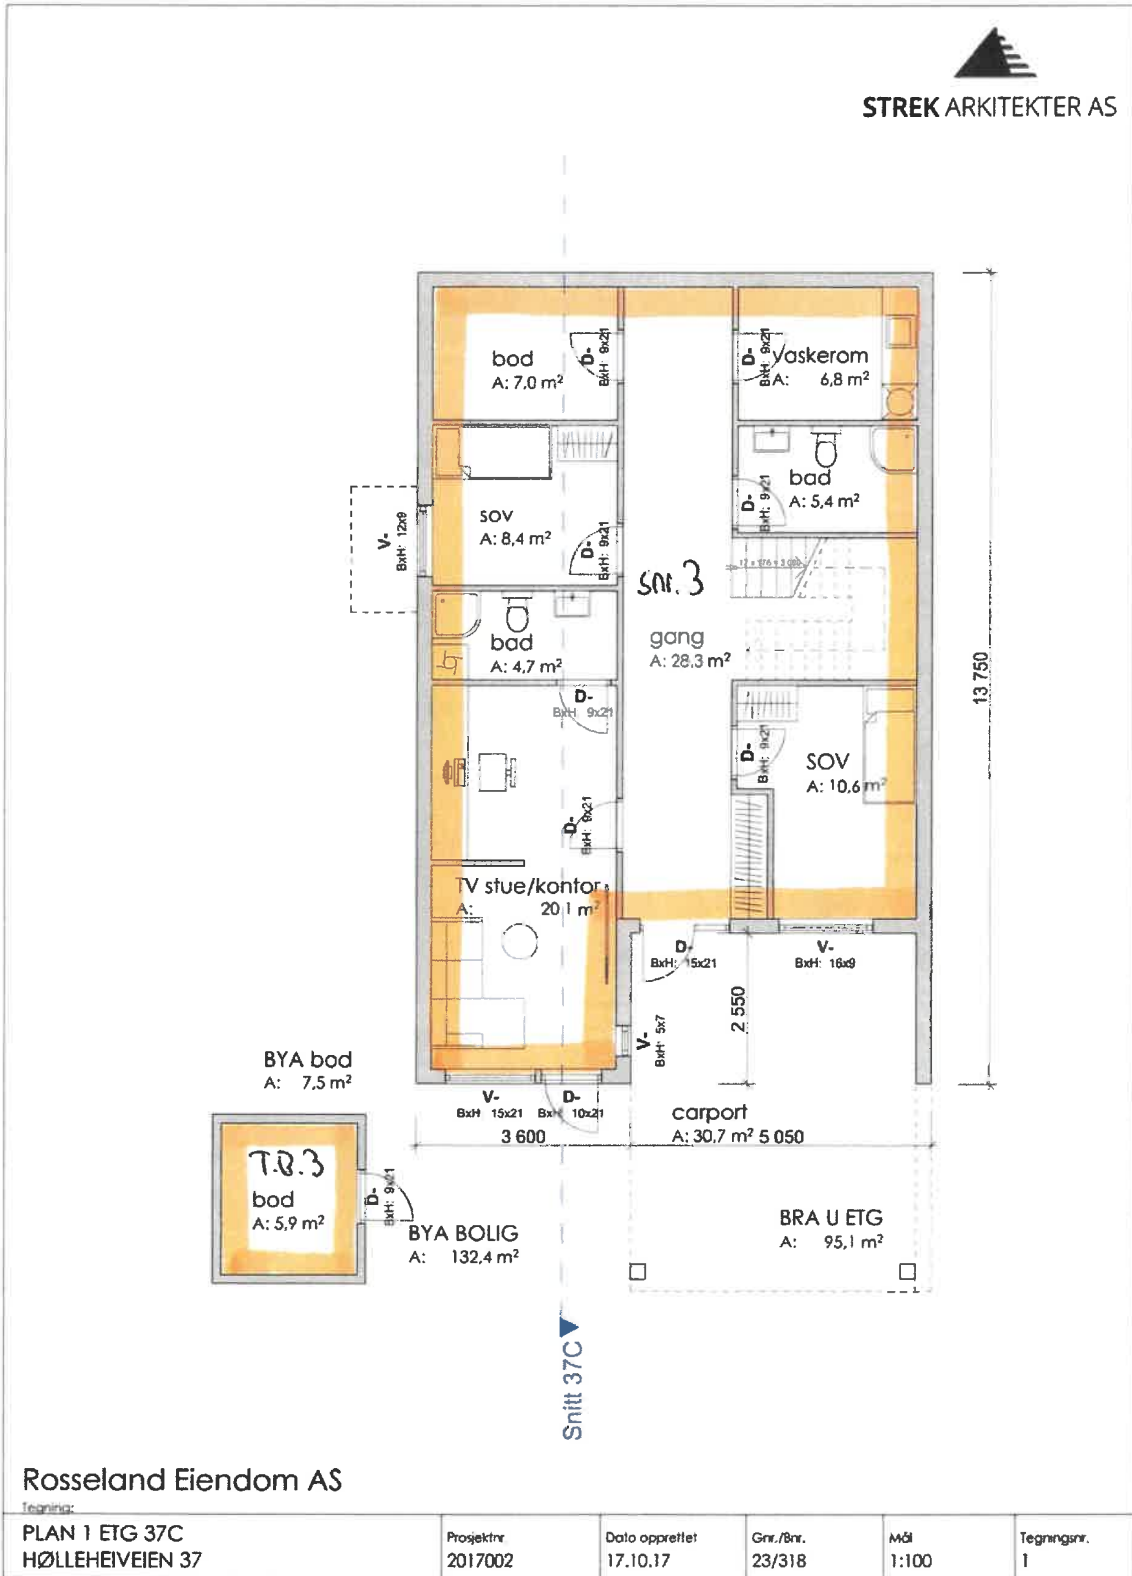 STREK ARKITEKTER AS
bod
A: 7,0 m²
D-
BxH: 9x21
D-
BxH: 9x21
vaskerom
A: 6,8 m²
sov
A: 8,4 m²
D-
BxH: 9x21
D-
BxH: 9x21
bad
A: 5,4 m²
V-
BxH: 12x9
snr. 3
gang
A: 28,3 m²
bad
A: 4,7 m²
D-
BxH 9x21
D-
BxH: 9x21
SOV
A: 10,6 m²
13 750
D-
BxH: 9x21
TV stue/kontor
A: 20,1 m²
D-
BxH: 15x21
V-
BxH: 16x9
2 550
V-
BxH: 5x7
BYA bod
A: 7,5 m²
V-
BxH 15x21
D-
BxH: 10x21
3 600
carport
A: 30,7 m²
5 050
T.B.3
bod
A: 5,9 m²
D-
BxH: 9x21
BYA BOLIG
A: 132,4 m²
BRA U ETG
A: 95,1 m²
Snitt 37C
Rosseland Eiendom AS
Tegning:
PLAN 1 ETG 37C
HØLLEHEIVEIEN 37
Prosjektnr.
2017002
Dato opprettet
17.10.17
Gnr./Bnr.
23/318
Mål
1:100
Tegningsnr.
1